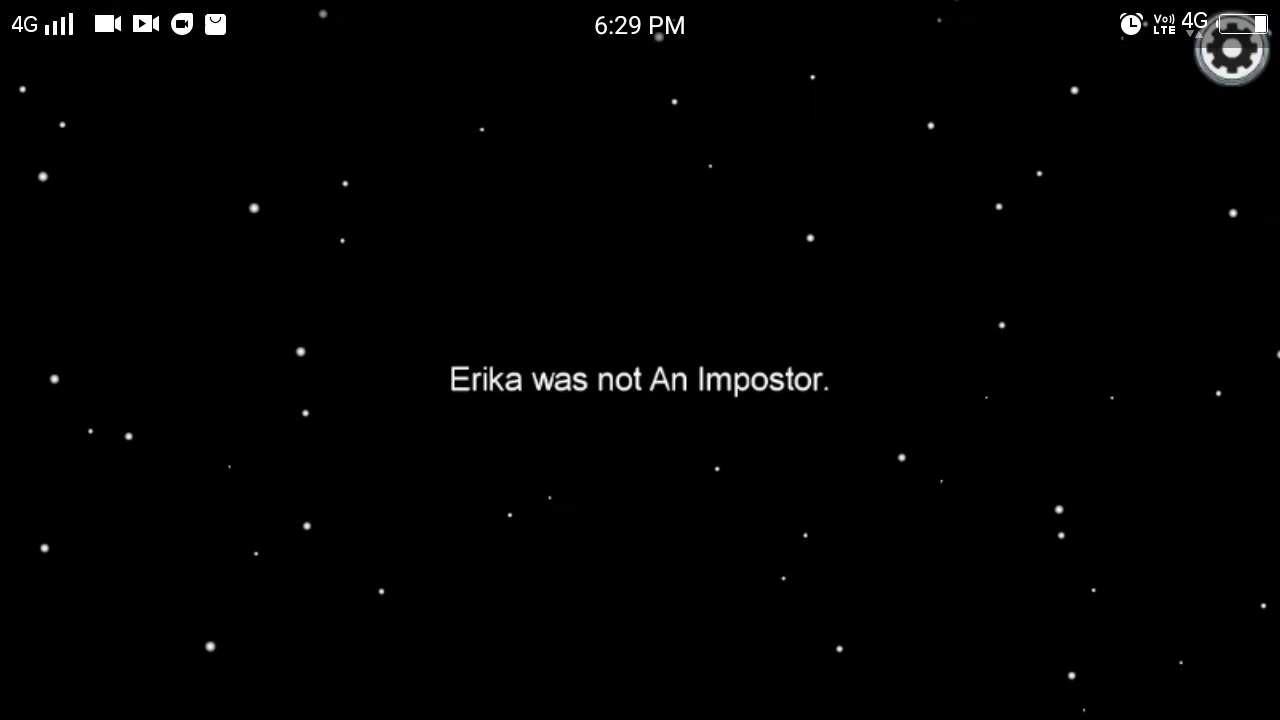 4G 6:29 PM Vo)) LTE 4G
Erika was not An Impostor.